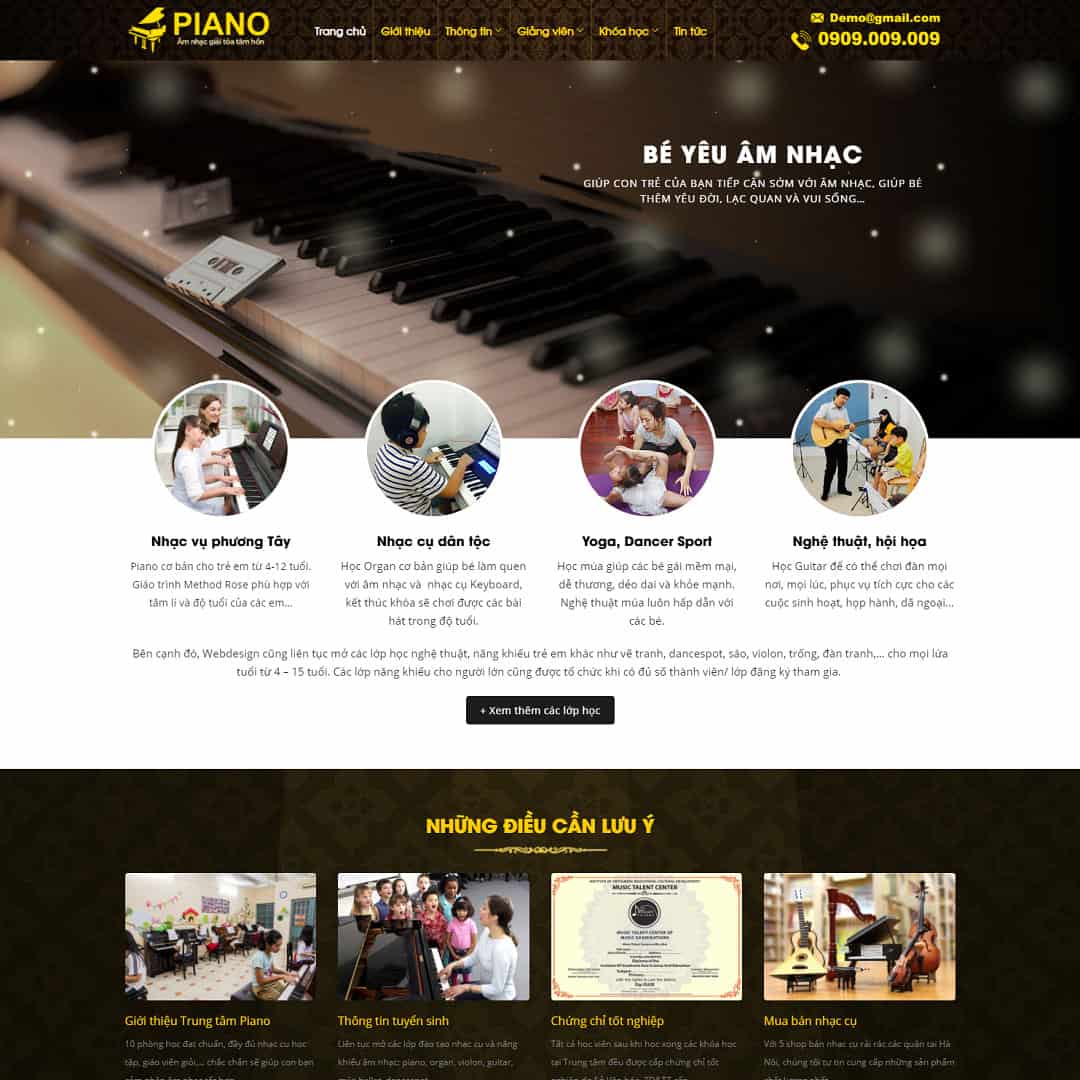 PIANO
Âm nhạc giải tỏa tâm hồn
Trang chủ Giới thiệu Thông tin Giảng viên Khóa học Tin tức
Demo@gmail.com
0909.009.009
BÉ YÊU ÂM NHẠC
GIÚP CON TRẺ CỦA BẠN TIẾP CẬN SỚM VỚI ÂM NHẠC, GIÚP BÉ
THÊM YÊU ĐỜI, LẠC QUAN VÀ VUI SỐNG...
Nhạc vụ phương Tây
Piano cơ bản cho trẻ em từ 4-12 tuổi.
Giáo trình Method Rose phù hợp với
tâm lí và độ tuổi của các em...
Nhạc cụ dân tộc
Học Organ cơ bản giúp bé làm quen
với âm nhạc và nhạc cụ Keyboard,
kết thúc khóa sẽ chơi được các bài
hát trong độ tuổi.
Yoga, Dancer Sport
Học múa giúp các bé gái mềm mại,
dễ thương, dẻo dai và khỏe mạnh.
Nghệ thuật múa luôn hấp dẫn với
các bé.
Nghệ thuật, hội họa
Học Guitar để có thể chơi đàn mọi
nơi, mọi lúc, phục vụ tích cực cho các
cuộc sinh hoạt, họp hành, dã ngoại...
Bên cạnh đó, Webdesign cũng liên tục mở các lớp học nghệ thuật, năng khiếu trẻ em khác như vẽ tranh, dancespot, sáo, violon, trống, đàn tranh,... cho mọi lứa
tuổi từ 4 – 15 tuổi. Các lớp năng khiếu cho người lớn cũng được tổ chức khi có đủ số thành viên/ lớp đăng ký tham gia.
+ Xem thêm các lớp học
NHỮNG ĐIỀU CẦN LƯU Ý
MUSIC TALENT CENTER
MUSIC TALENT CENTER OF
Giới thiệu Trung tâm Piano
10 phòng học đạt chuẩn, đầy đủ nhạc cụ học
tập, giáo viên giỏi,... chắc chắn sẽ giúp con bạn
Thông tin tuyển sinh
Liên tục mở các lớp đào tạo nhạc cụ và năng
khiếu âm nhạc: piano, organ, violon, guitar,
Chứng chỉ tốt nghiệp
Tất cả học viên sau khi học xong các khóa học
tại Trung tâm đều được cấp chứng chỉ tốt
Mua bán nhạc cụ
Với 5 shop bán nhạc cụ rải rác các quận tại Hà
Nội, chúng tôi tự tin cung cấp những sản phẩm